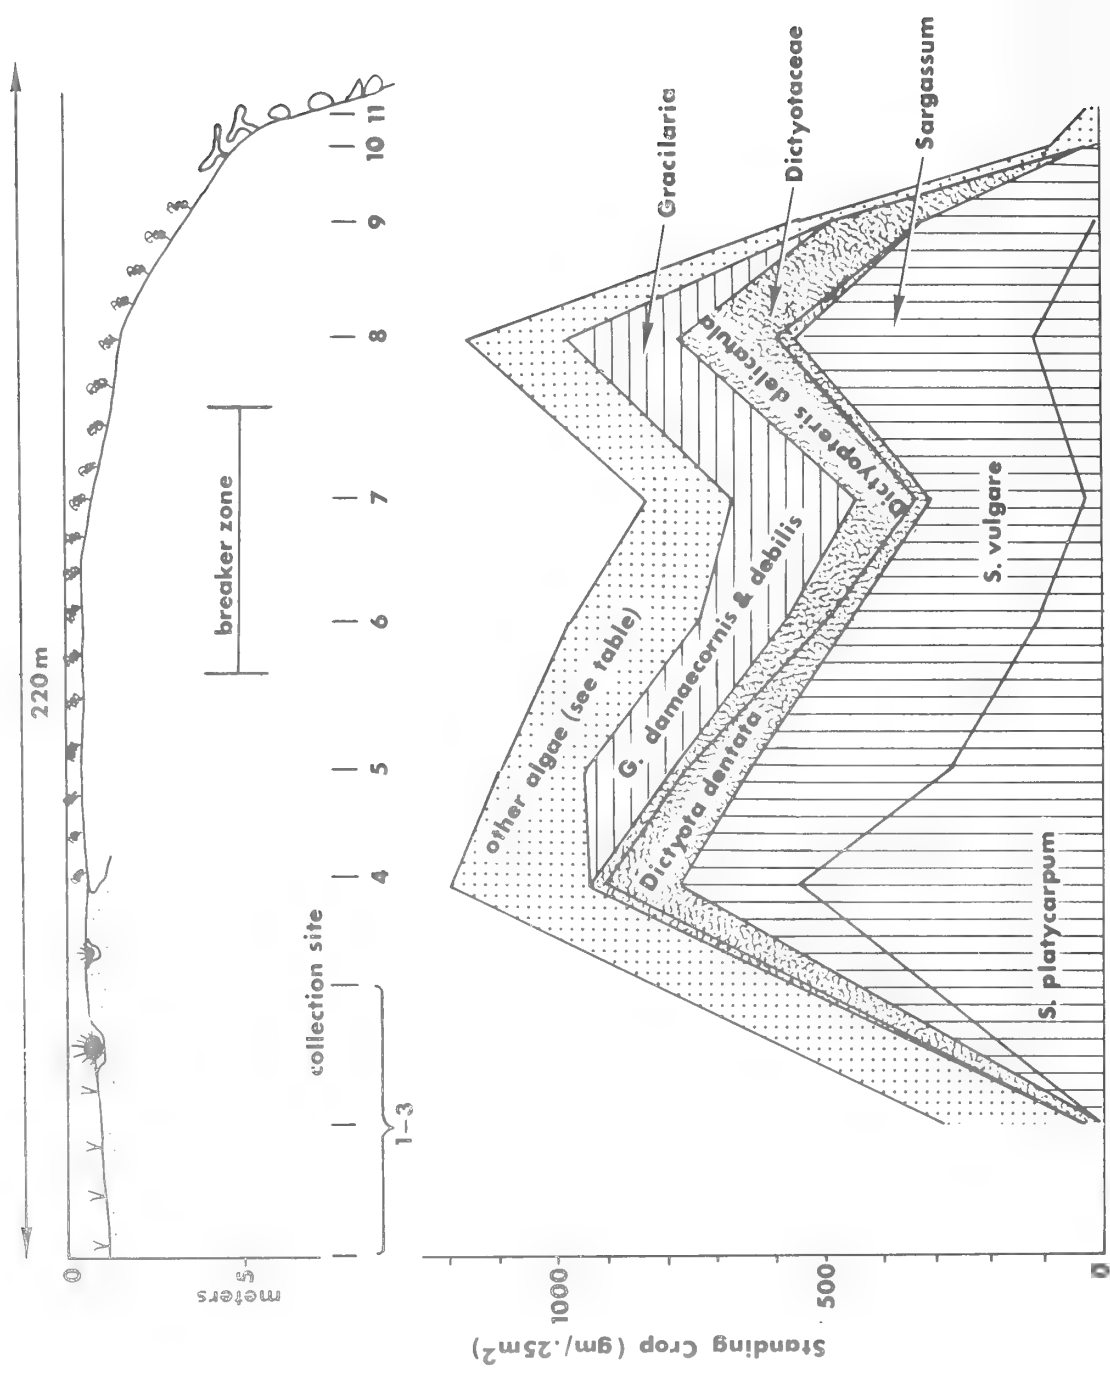 220m
0
5
meters
breaker zone
collection site
1-3
4
5
6
7
8
9
10
11
Standing Crop (gm/.25m²)
1000
500
0
other algae (see table)
Gracilaria
G. damaecornis & debilis
Dictyotaceae
Dictyopteris delicatula
Dictyota dentata
Sargassum
S. vulgare
S. platycarpum